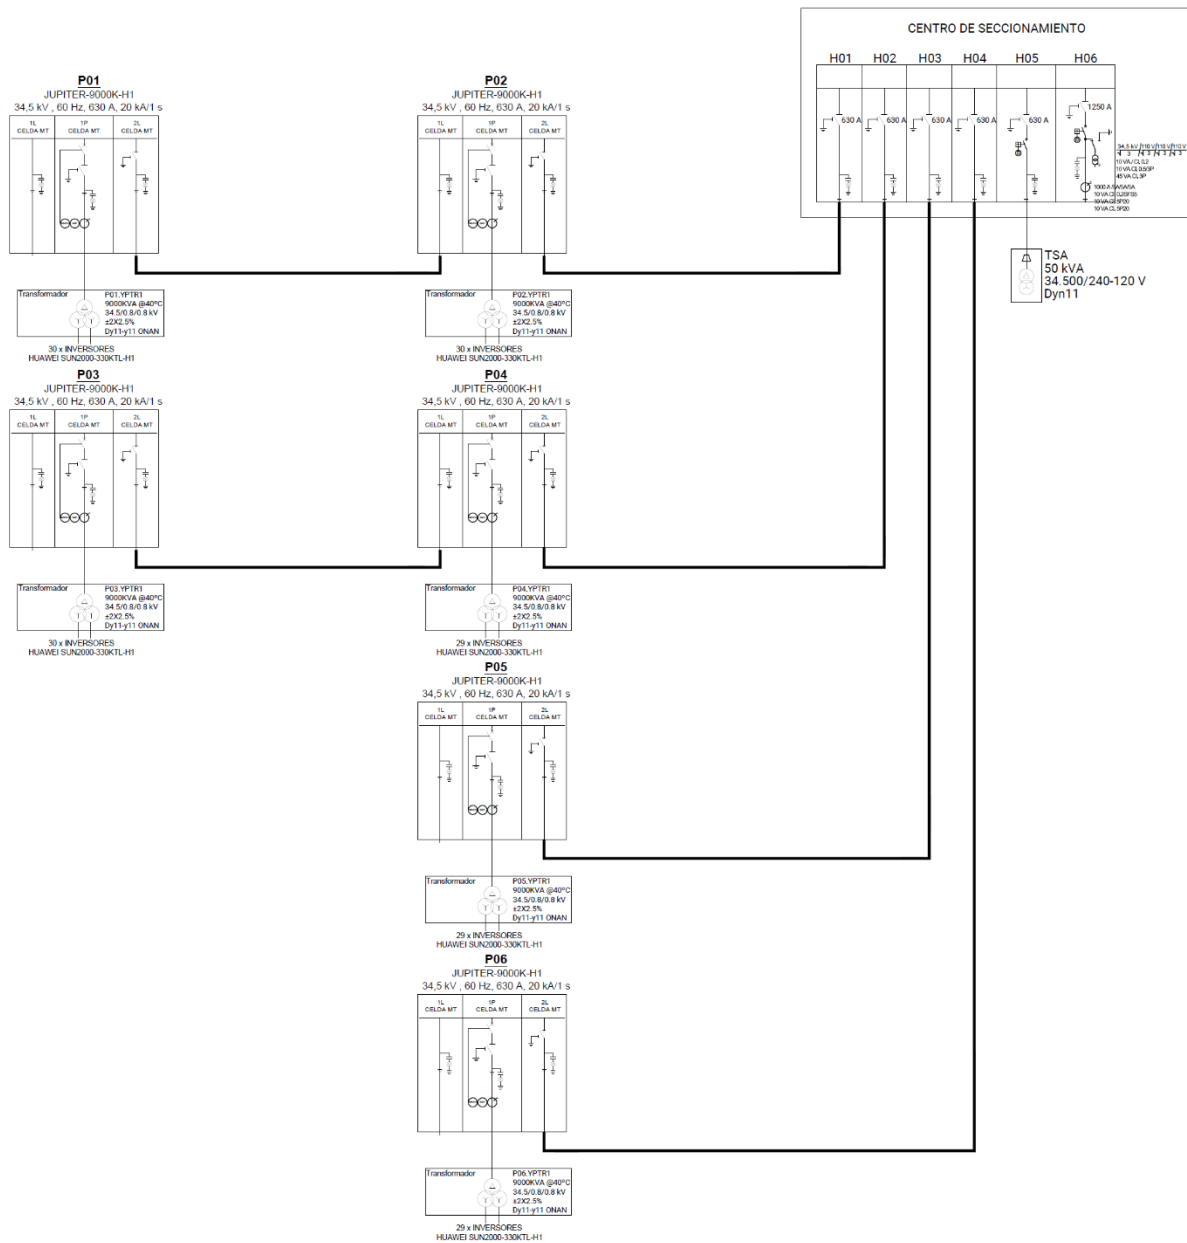 CENTRO DE SECCIONAMIENTO
H01 H02 H03 H04 H05 H06
630 A 630 A 630 A 630 A 630 A 1250 A
10 VA CL 5P20
10 VA CL 5P20
TSA
50 kVA
34.500/240-120 V
Dyn11
P01
JUPITER-9000K-H1
34,5 kV , 60 Hz, 630 A, 20 kA/1 s
1L 1P 2L
CELDA MT CELDA MT CELDA MT
Transformador
P01.YPTR1
9000KVA @40ºC
34.5/0.8/0.8 kV
±2X2.5%
Dy11-y11 ONAN
30 x INVERSORES
HUAWEI SUN2000-330KTL-H1
P02
JUPITER-9000K-H1
34,5 kV , 60 Hz, 630 A, 20 kA/1 s
1L 1P 2L
CELDA MT CELDA MT CELDA MT
Transformador
P02.YPTR1
9000KVA @40ºC
34.5/0.8/0.8 kV
±2X2.5%
Dy11-y11 ONAN
30 x INVERSORES
HUAWEI SUN2000-330KTL-H1
P03
JUPITER-9000K-H1
34,5 kV , 60 Hz, 630 A, 20 kA/1 s
1L 1P 2L
CELDA MT CELDA MT CELDA MT
Transformador
P03.YPTR1
9000KVA @40ºC
34.5/0.8/0.8 kV
±2X2.5%
Dy11-y11 ONAN
30 x INVERSORES
HUAWEI SUN2000-330KTL-H1
P04
JUPITER-9000K-H1
34,5 kV , 60 Hz, 630 A, 20 kA/1 s
1L 1P 2L
CELDA MT CELDA MT CELDA MT
Transformador
P04.YPTR1
9000KVA @40ºC
34.5/0.8/0.8 kV
±2X2.5%
Dy11-y11 ONAN
29 x INVERSORES
HUAWEI SUN2000-330KTL-H1
P05
JUPITER-9000K-H1
34,5 kV , 60 Hz, 630 A, 20 kA/1 s
1L 1P 2L
CELDA MT CELDA MT CELDA MT
Transformador
P05.YPTR1
9000KVA @40ºC
34.5/0.8/0.8 kV
±2X2.5%
Dy11-y11 ONAN
29 x INVERSORES
HUAWEI SUN2000-330KTL-H1
P06
JUPITER-9000K-H1
34,5 kV , 60 Hz, 630 A, 20 kA/1 s
1L 1P 2L
CELDA MT CELDA MT CELDA MT
Transformador
P06.YPTR1
9000KVA @40ºC
34.5/0.8/0.8 kV
±2X2.5%
Dy11-y11 ONAN
29 x INVERSORES
HUAWEI SUN2000-330KTL-H1